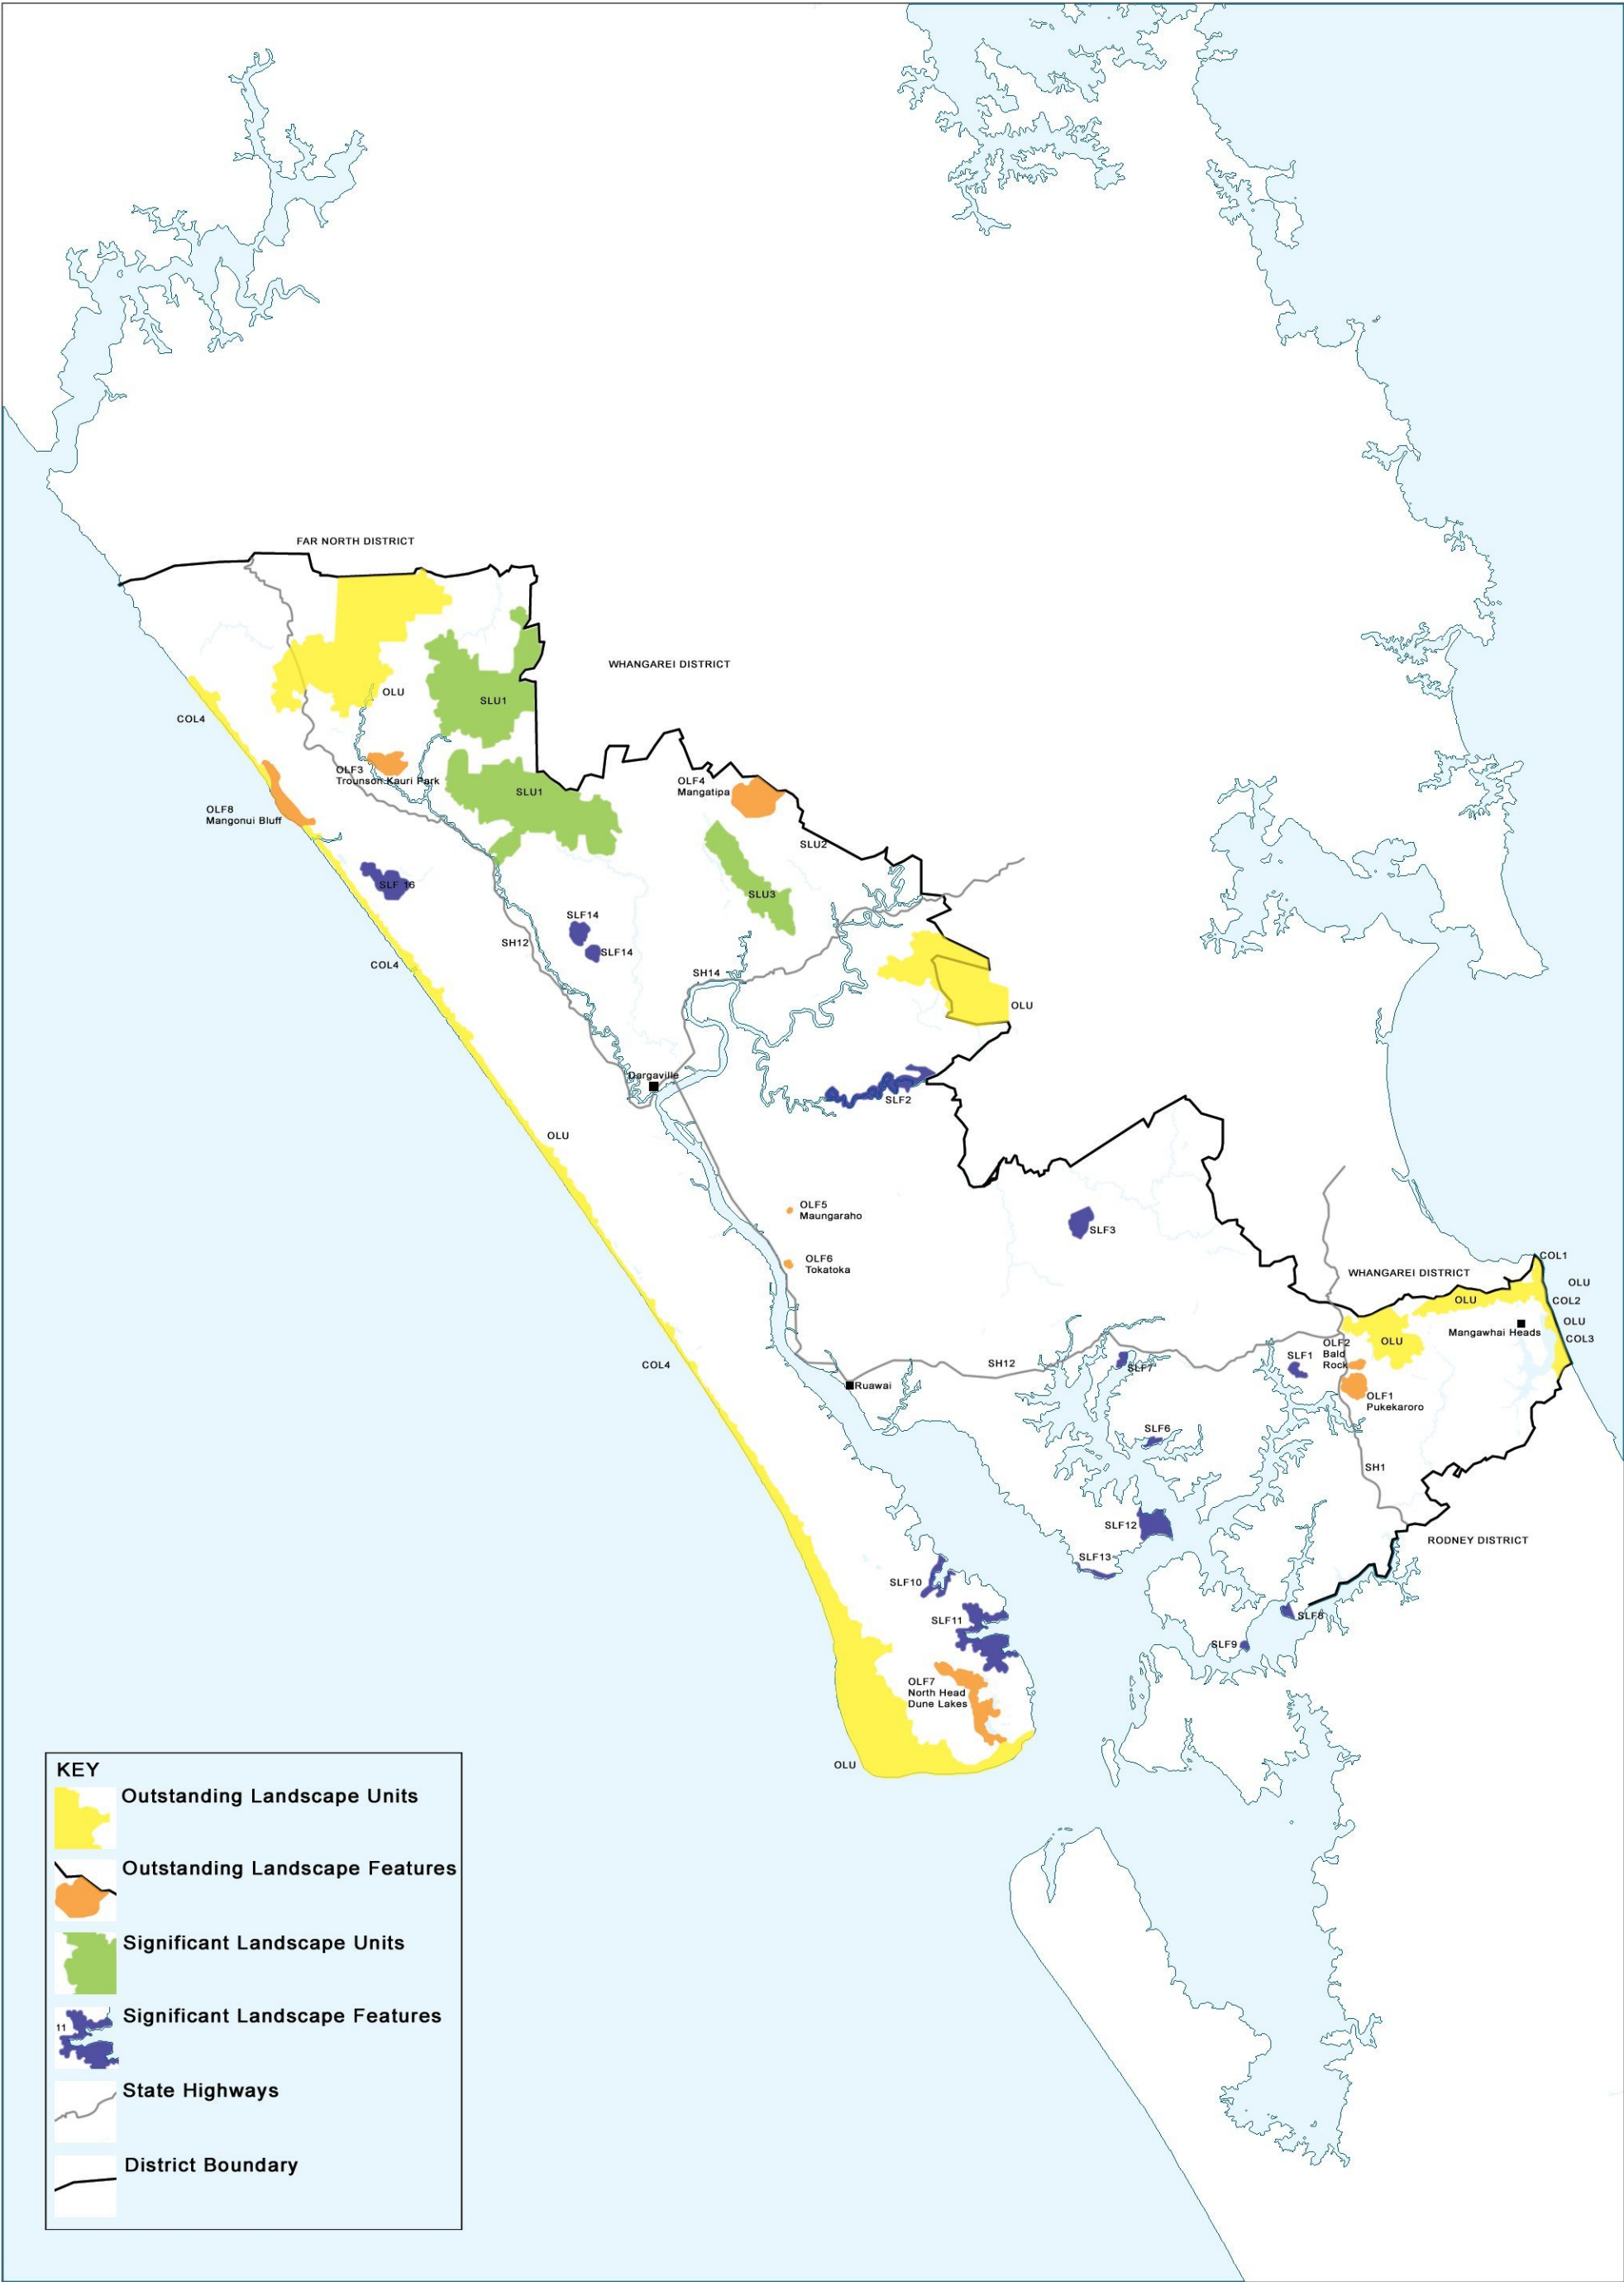 FAR NORTH DISTRICT
WHANGAREI DISTRICT
OLU
SLU1
COL4
OLF3
Trounson Kauri Park
OLF4
Mangatipa
SLU1
OLF8
Mangonui Bluff
SLU2
SLF 16
SLU3
SLF14
SH12
SLF14
COL4
SH14
OLU
Dargaville
SLF2
OLU
OLF5
Maungaraho
SLF3
OLF6
Tokatoka
COL1
WHANGAREI DISTRICT
OLU
OLU
COL2
OLU
Mangawhai Heads
COL3
OLU
OLF2
Bald
Rock
SLF1
COL4
SH12
SLF7
Ruawai
OLF1
Pukekaroro
SLF6
SH1
SLF12
RODNEY DISTRICT
SLF13
SLF10
SLF11
SLF8
SLF9
OLF7
North Head
Dune Lakes
OLU
KEY
Outstanding Landscape Units
Outstanding Landscape Features
Significant Landscape Units
Significant Landscape Features
11
State Highways
District Boundary